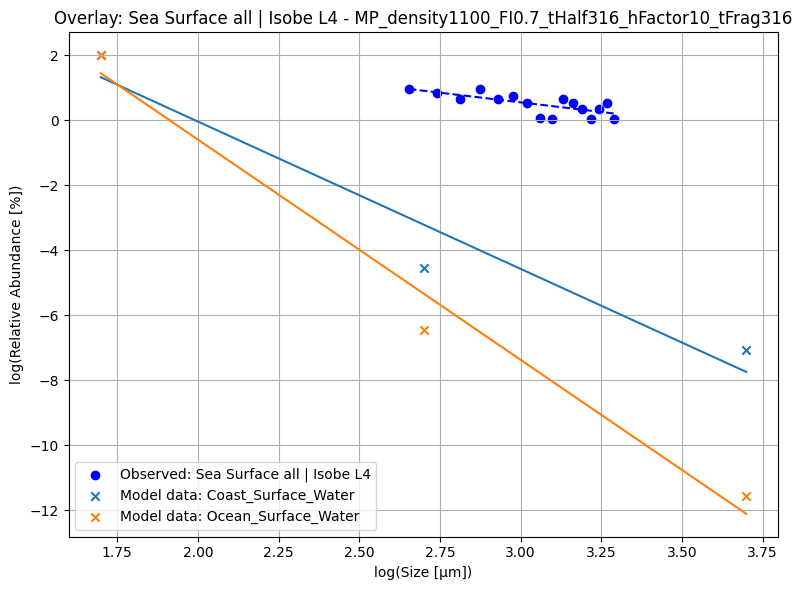 Overlay: Sea Surface all | Isobe L4 - MP_density1100_FI0.7_tHalf316_hFactor10_tFrag316
log(Relative Abundance [%])
2
0
−2
−4
−6
−8
−10
−12
Observed: Sea Surface all | Isobe L4
Model data: Coast_Surface_Water
Model data: Ocean_Surface_Water
1.75 2.00 2.25 2.50 2.75 3.00 3.25 3.50 3.75
log(Size [μm])